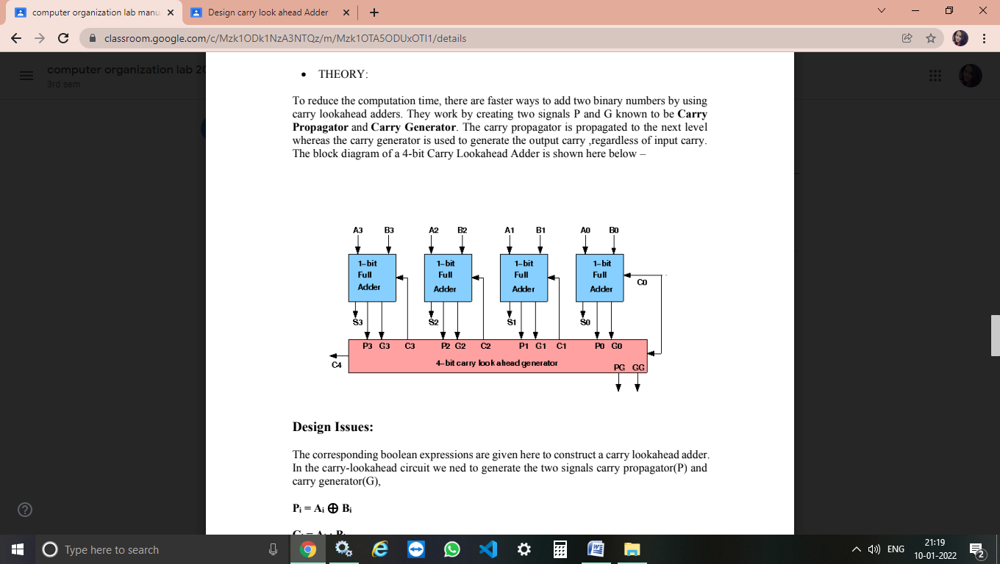 computer organization lab manu
Design carry look ahead Adder
classroom.google.com/c/Mzk1ODk1NzA3NTQz/m/Mzk1OTA5ODUxOTI1/details
computer organization lab 20
3rd sem
• THEORY:
To reduce the computation time, there are faster ways to add two binary numbers by using
carry lookahead adders. They work by creating two signals P and G known to be Carry
Propagator and Carry Generator. The carry propagator is propagated to the next level
whereas the carry generator is used to generate the output carry ,regardless of input carry.
The block diagram of a 4-bit Carry Lookahead Adder is shown here below –
A3 B3 A2 B2 A1 B1 A0 B0
1-bit 1-bit 1-bit 1-bit
Full Full Full Full
Adder Adder Adder Adder
C0
S3 S2 S1 S0
P3 G3 C3 P2 G2 C2 P1 G1 C1 P0 G0
4-bit carry look ahead generator
C4
PG GG
Design Issues:
The corresponding boolean expressions are given here to construct a carry lookahead adder.
In the carry-lookahead circuit we ned to generate the two signals carry propagator(P) and
carry generator(G),
Pi = Ai ⊕ Bi
Type here to search
ENG
21:19
10-01-2022
2